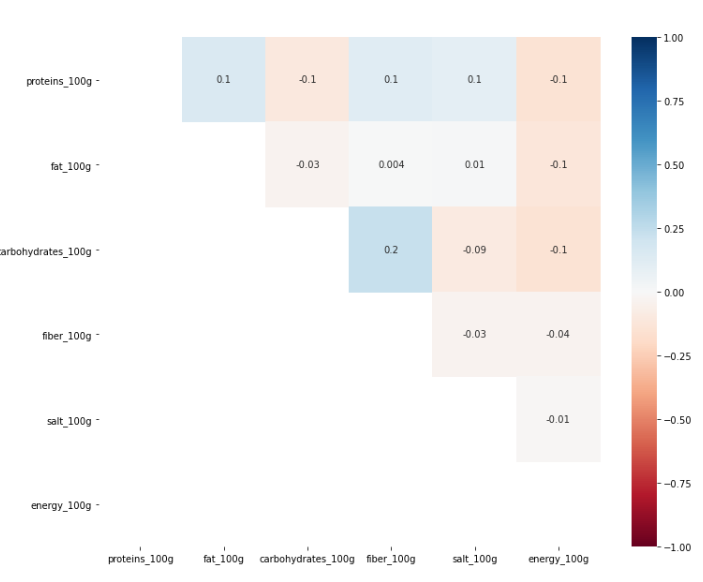 1.00
proteins_100g
0.1
-0.1
0.1
0.1
-0.1
0.75
fat_100g
-0.03
0.004
0.01
-0.1
0.50
0.25
arbohydrates_100g
0.2
-0.09
-0.1
0.00
fiber_100g
-0.03
-0.04
−0.25
salt_100g
-0.01
−0.50
energy_100g
−0.75
−1.00
proteins_100g
fat_100g
carbohydrates_100g
fiber_100g
salt_100g
energy_100g